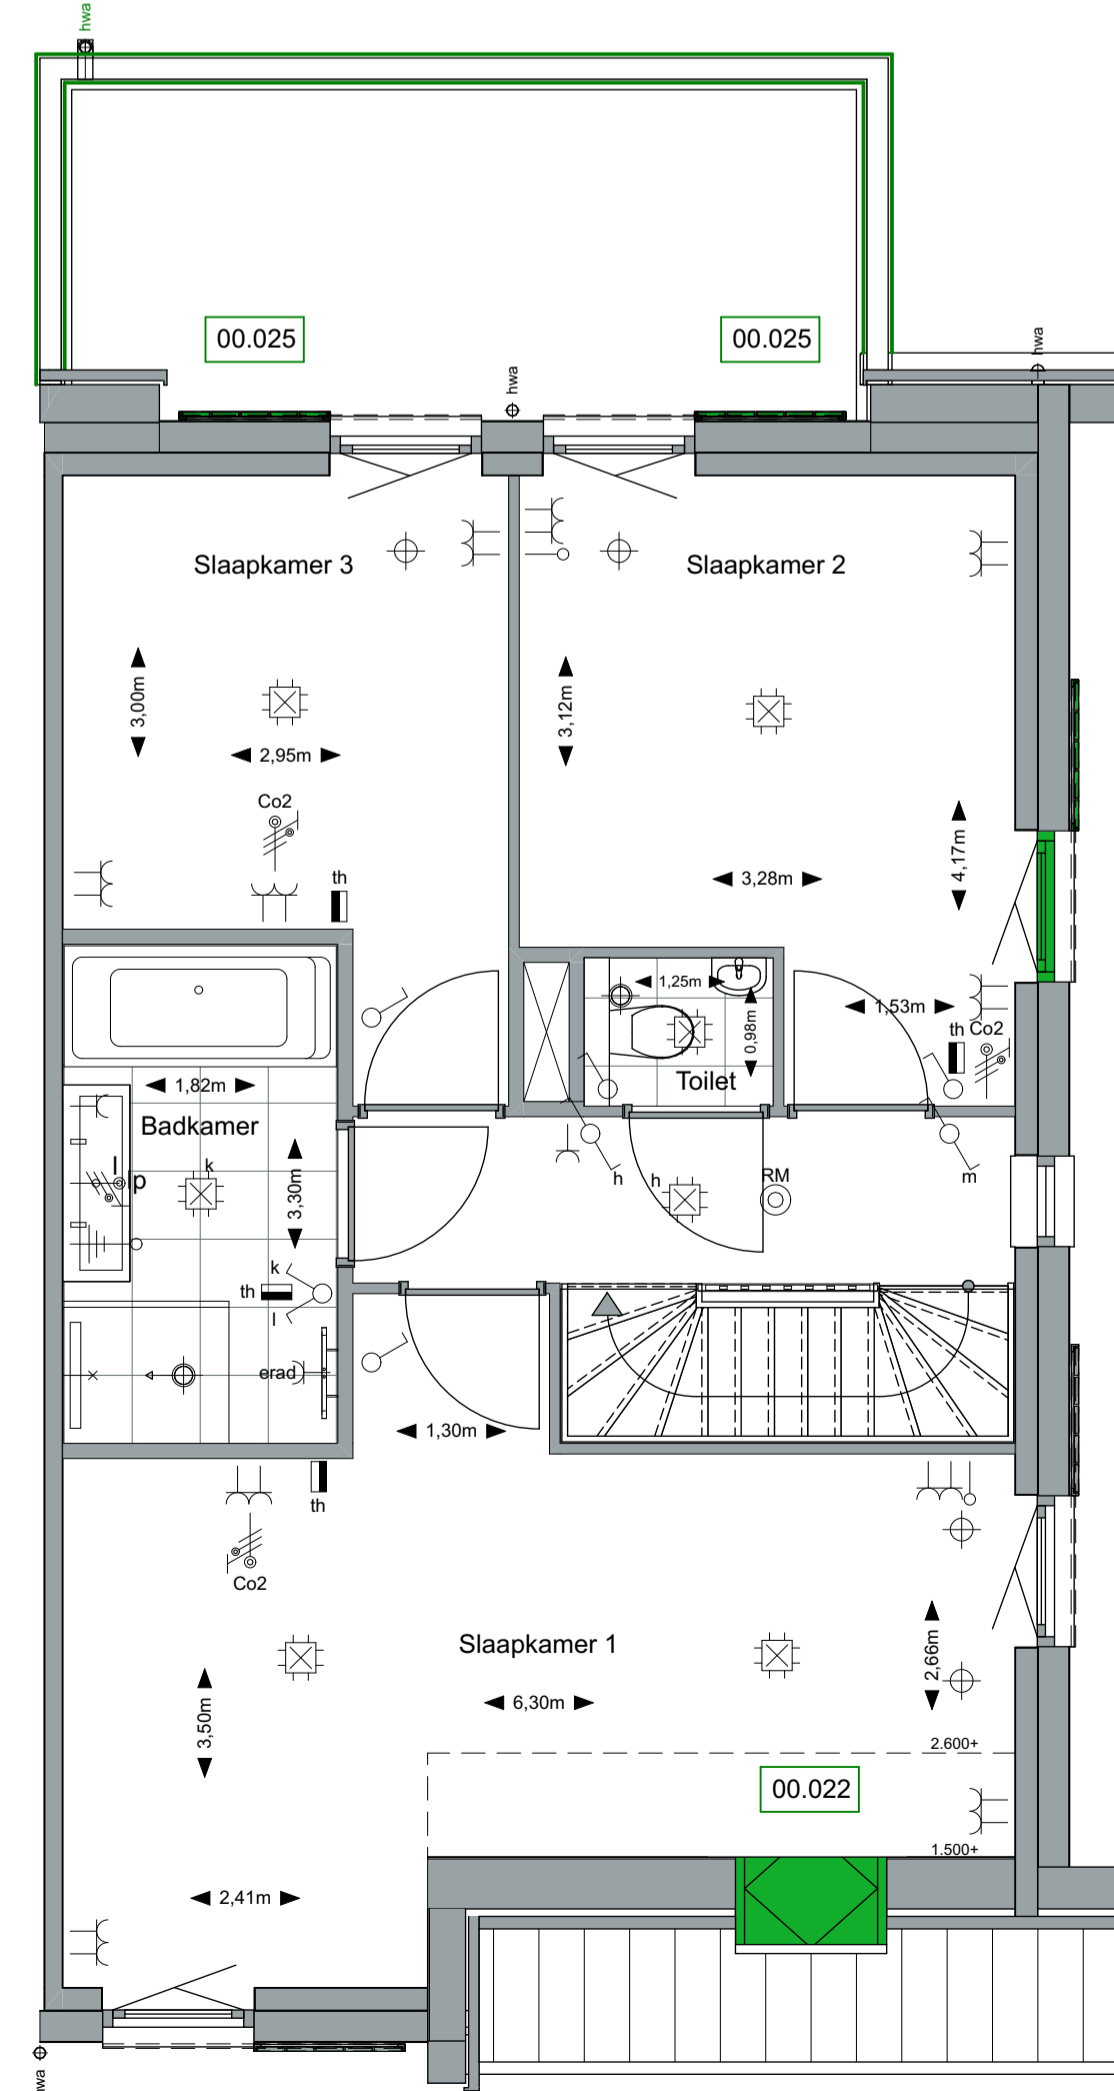 hwa
00.025
00.025
hwa
hwa
Slaapkamer 3
Slaapkamer 2
3,00m
3,12m
2,95m
Co2
4,17m
th
3,28m
1,25m
1,53m
0,98m
th
Co2
Toilet
1,82m
Badkamer
k
lp
3,30m
h
h
RM
m
k
th
l
erad
1,30m
th
Co2
Slaapkamer 1
2,66m
3,50m
6,30m
2.600+
00.022
1.500+
2,41m
hwa